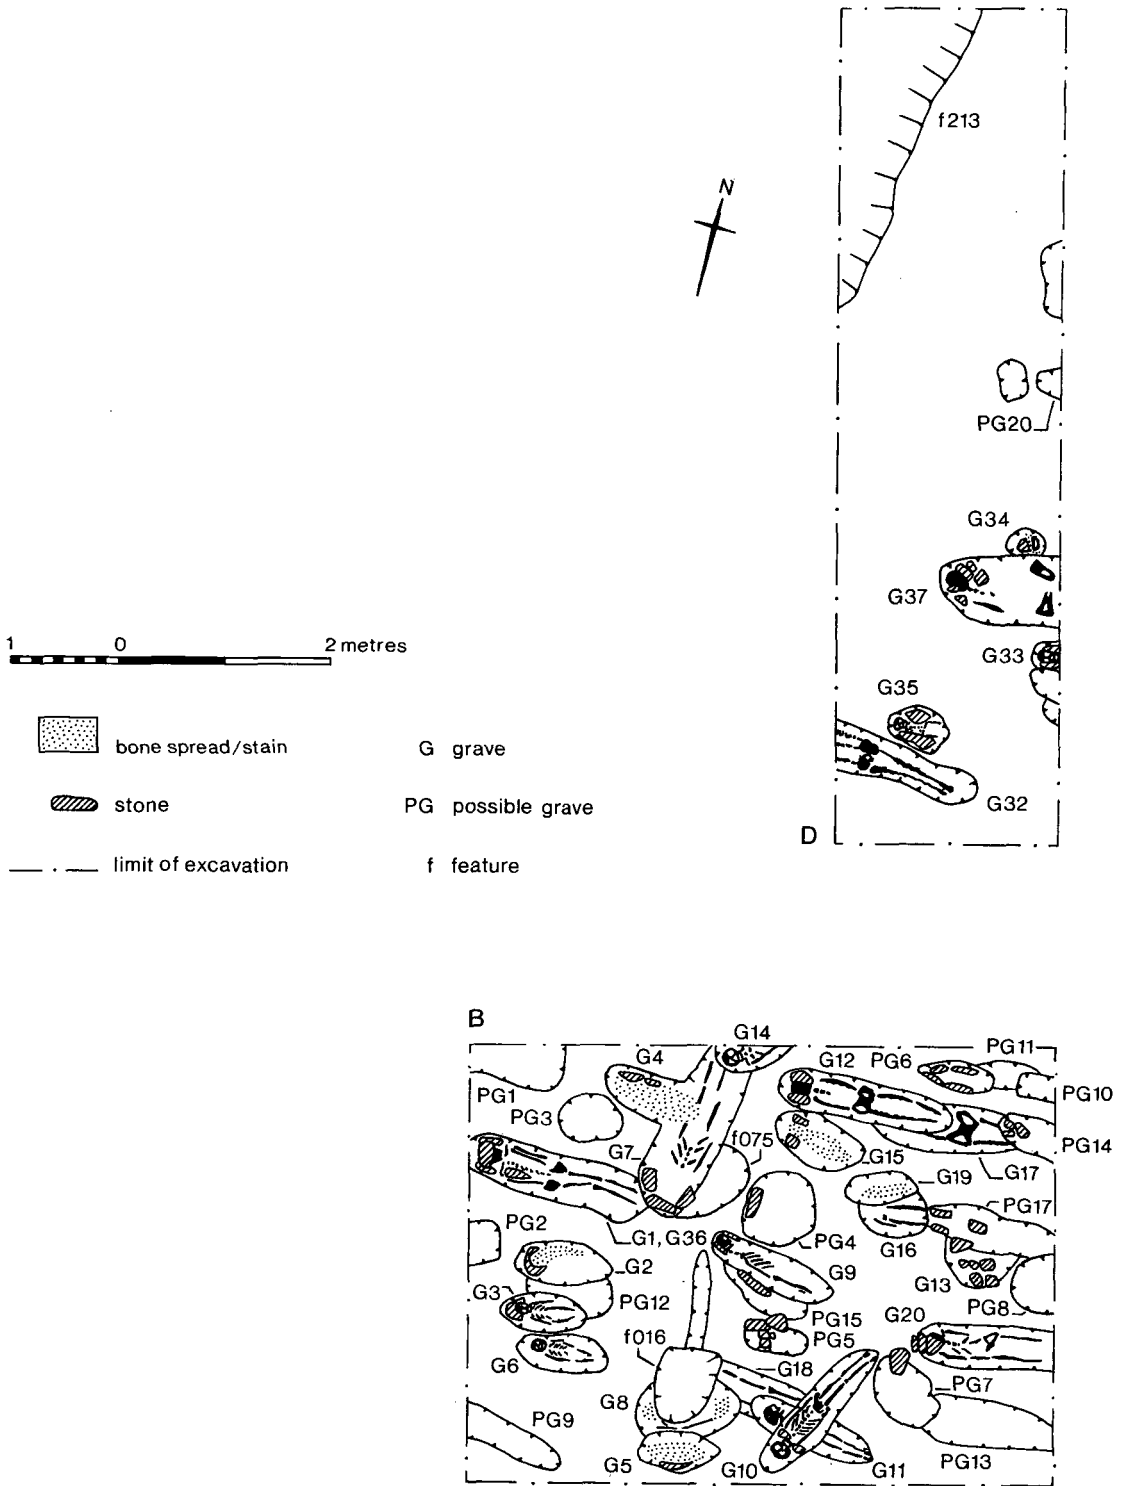 f213
N
PG20
G34
G37
G33
G35
G32
D
1 0 2 metres
bone spread/stain
G grave
stone
PG possible grave
limit of excavation
f feature
B
G14
G4
G12
PG6
PG11
PG1
PG10
PG3
f075
G7
G15
PG14
G17
G19
PG2
PG17
G1, G36
PG4
G16
G2
G9
G13
G3
PG12
PG8
PG15
G20
f016
PG5
G6
G18
PG7
G8
PG9
G5
G10
G11
PG13